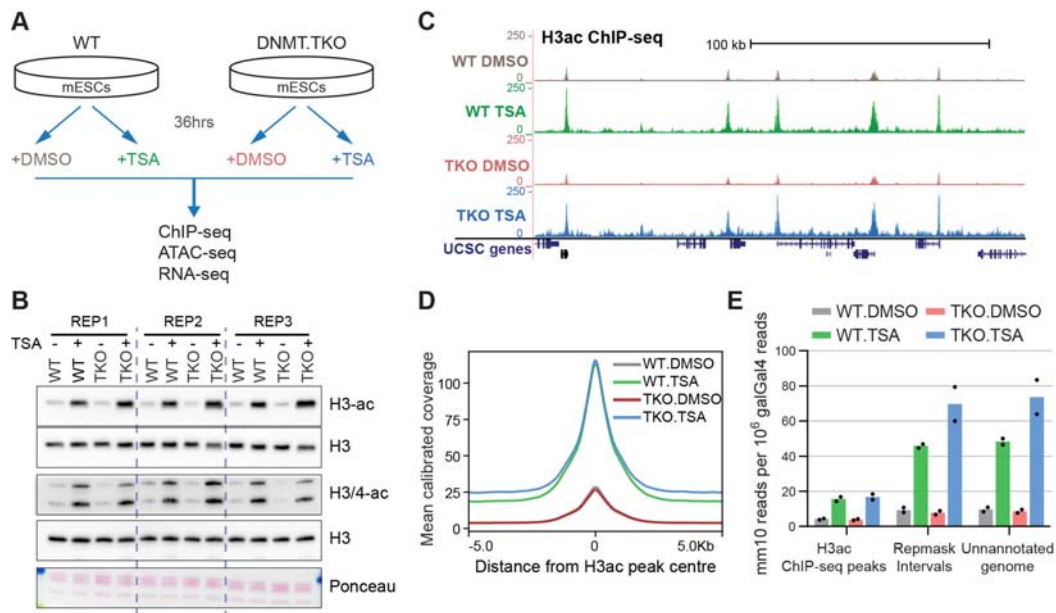 A
WT
DNMT.TKO
mESCs
mESCs
36hrs
+DMSO
+TSA
+DMSO
+TSA
ChIP-seq
ATAC-seq
RNA-seq
B
REP1
REP2
REP3
TSA
- + - + - + - + - + - +
WT WT TKO TKO WT WT TKO TKO WT WT TKO TKO
H3-ac
H3
H3/4-ac
H3
Ponceau
C
H3ac ChIP-seq
100 kb
250
WT DMSO
0
250
WT TSA
0
250
TKO DMSO
0
250
TKO TSA
0
UCSC genes
D
Mean calibrated coverage
100
75
50
25
0
WT.DMSO
WT.TSA
TKO.DMSO
TKO.TSA
-5.0
0
5.0Kb
Distance from H3ac peak centre
E
WT.DMSO
TKO.DMSO
WT.TSA
TKO.TSA
mm10 reads per 10⁶ galGal4 reads
100
80
60
40
20
0
H3ac
ChIP-seq peaks
Repmask
Intervals
Unnannotated
genome